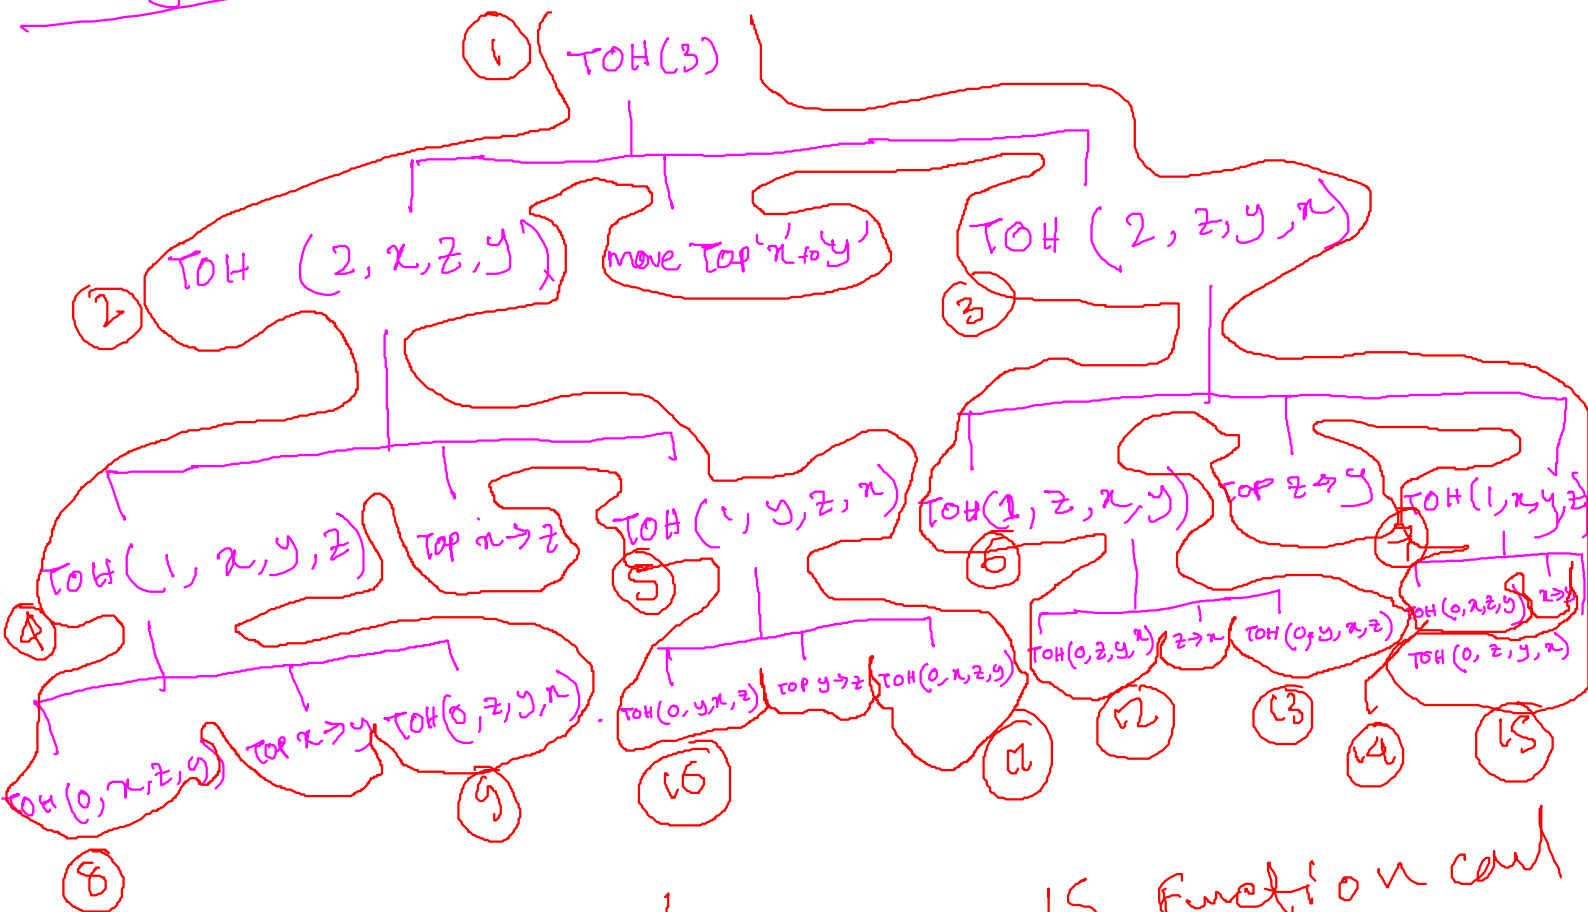 1 TOH(3)
TOH (2, x, z, y) move Top 'x' to 'y' TOH (2, z, y, x)
2 3
TOH(1, x, y, z) Top x → z TOH(1, y, z, x) TOH(1, z, x, y) Top z → y TOH(1, x, y, z)
4 5 6 7
TOH(0, x, z, y) Top x → y TOH(0, z, y, x) TOH(0, y, x, z) Top y → z TOH(0, x, z, y) TOH(0, z, y, x) z → x TOH(0, y, x, z) TOH(0, x, z, y) x → y
TOH(0, z, y, x)
8 9 10 11 12 13 14 15
15 Function call